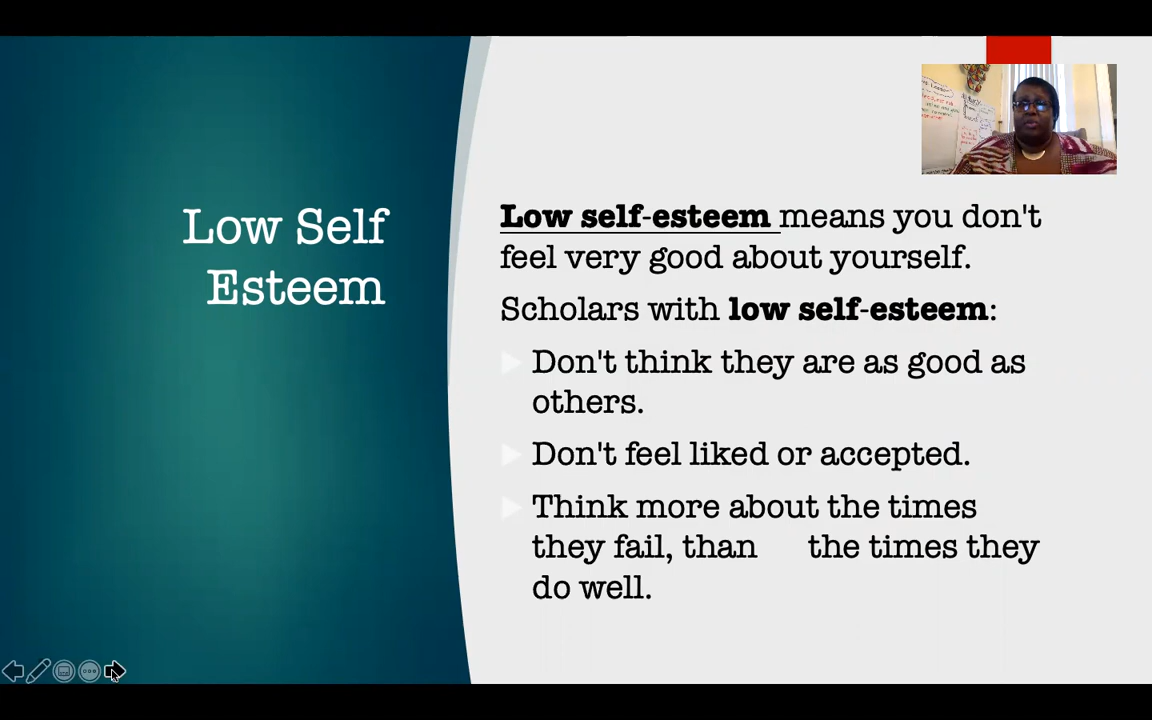 Low Self
Esteem
Low self-esteem means you don't
feel very good about yourself.
Scholars with low self-esteem:
Don't think they are as good as
others.
Don't feel liked or accepted.
Think more about the times
they fail, than the times they
do well.